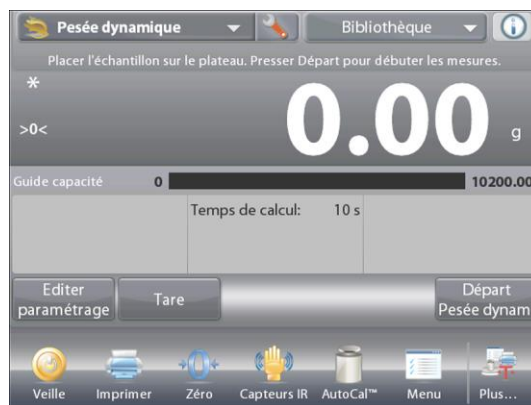 Pesée dynamique Bibliothèque
Placer l'échantillon sur le plateau. Presser Départ pour débuter les mesures.
*
>0< 0.00 g
Guide capacité 0 10200.00
Temps de calcul: 10 s
Editer paramétrage Tare Départ Pesée dynam
Veille Imprimer Zéro Capteurs IR AutoCal™ Menu Plus...